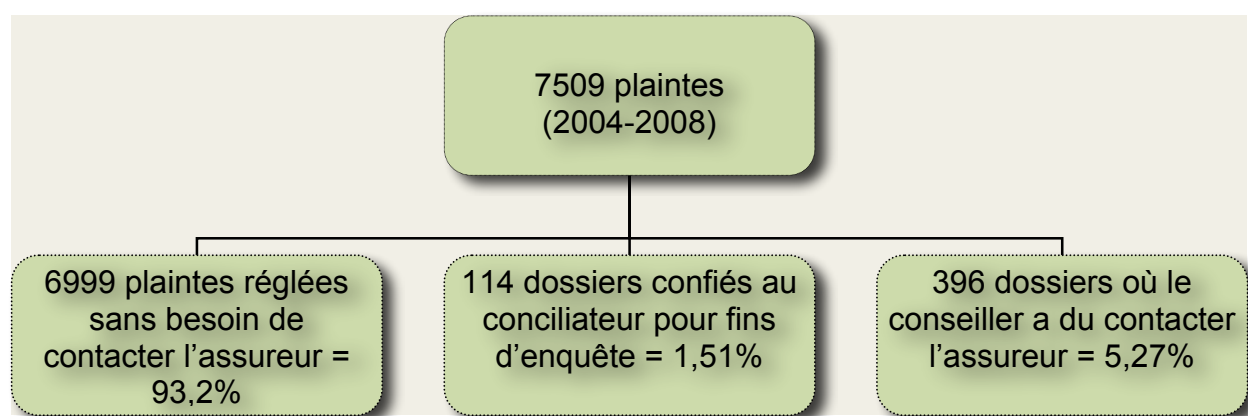 7509 plaintes
(2004-2008)
6999 plaintes réglées
sans besoin de
contacter l’assureur =
93,2%
114 dossiers confiés au
conciliateur pour fins
d’enquête = 1,51%
396 dossiers où le
conseiller a du contacter
l’assureur = 5,27%